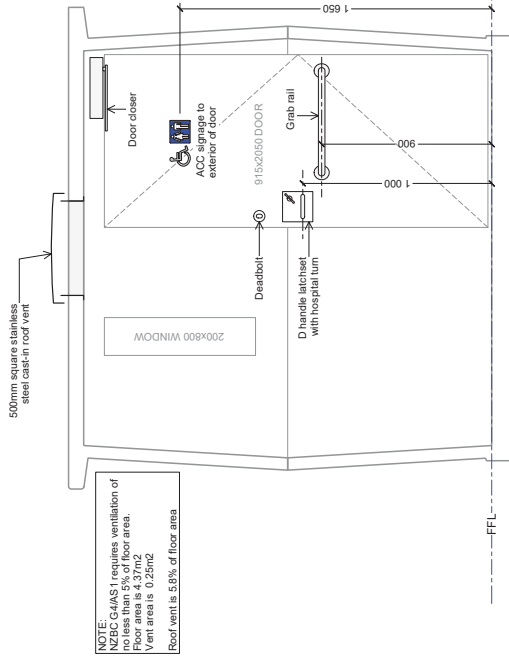 500mm square stainless
steel cast-in roof vent
NOTE:
NZBC G4/AS1 requires ventilation of
no less than 5% of floor area.
Floor area is 4.37m2
Vent area is 0.25m2
Roof vent is 5.8% of floor area
Door closer
ACC signage to
exterior of door
915x2050 DOOR
200x800 WINDOW
Deadbolt
D handle latchset
with hospital turn
Grab rail
1 650
900
1 000
FFL